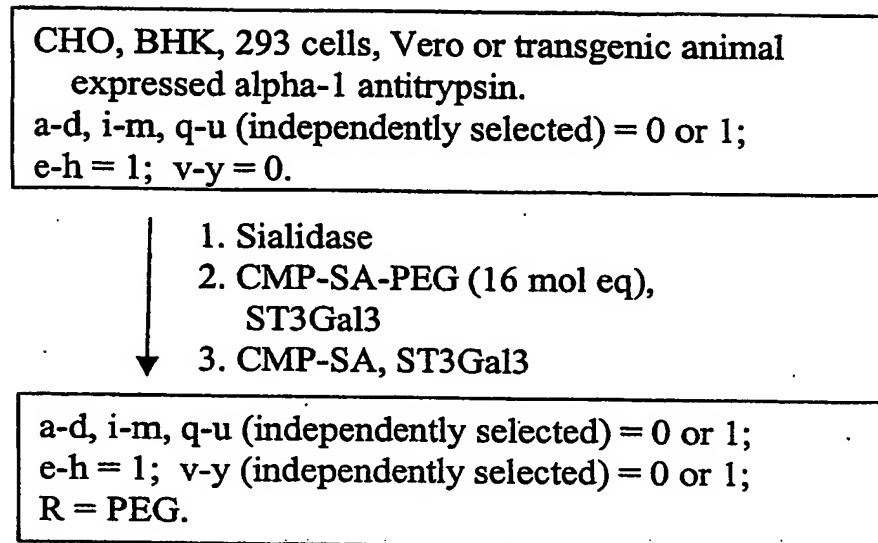 CHO, BHK, 293 cells, Vero or transgenic animal
expressed alpha-1 antitrypsin.
a-d, i-m, q-u (independently selected) = 0 or 1;
e-h = 1; v-y = 0.
1. Sialidase
2. CMP-SA-PEG (16 mol eq),
ST3Gal3
3. CMP-SA, ST3Gal3
a-d, i-m, q-u (independently selected) = 0 or 1;
e-h = 1; v-y (independently selected) = 0 or 1;
R = PEG.